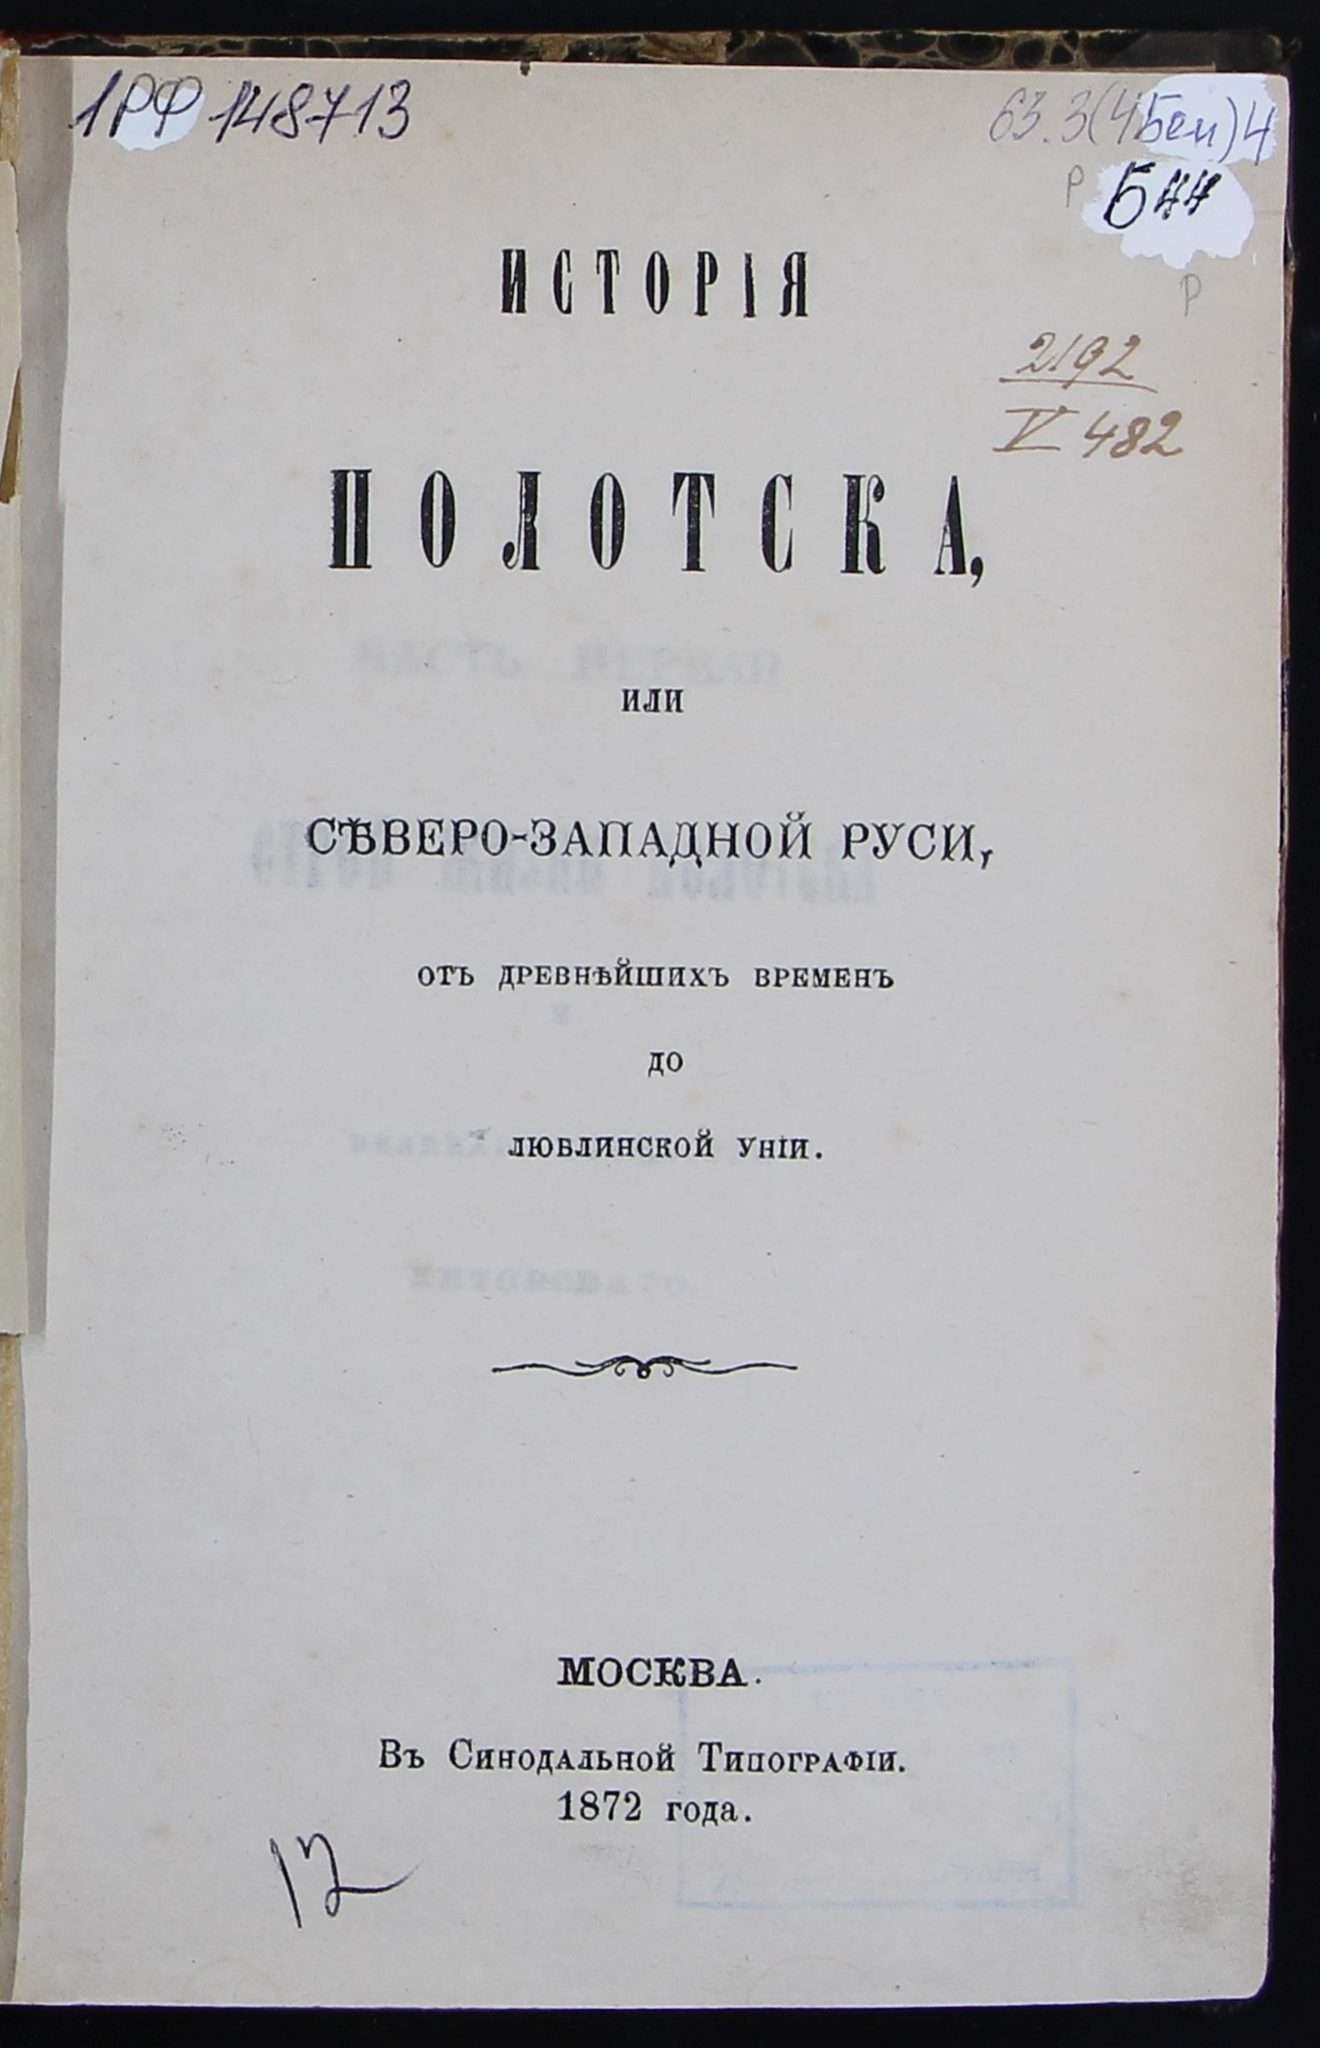 1РФ 148713
63.3(4Беи)4
Р Б44
Р
ИСТОРІЯ
2192
V 482
ПОЛОТСКА,
ИЛИ
СѢВЕРО-ЗАПАДНОЙ РУСИ,
ОТЪ ДРЕВНѢЙШИХЪ ВРЕМЕНЪ
ДО
ЛЮБЛИНСКОЙ УНІИ.
МОСКВА.
Въ Синодальной Типографіи.
1872 года.
12